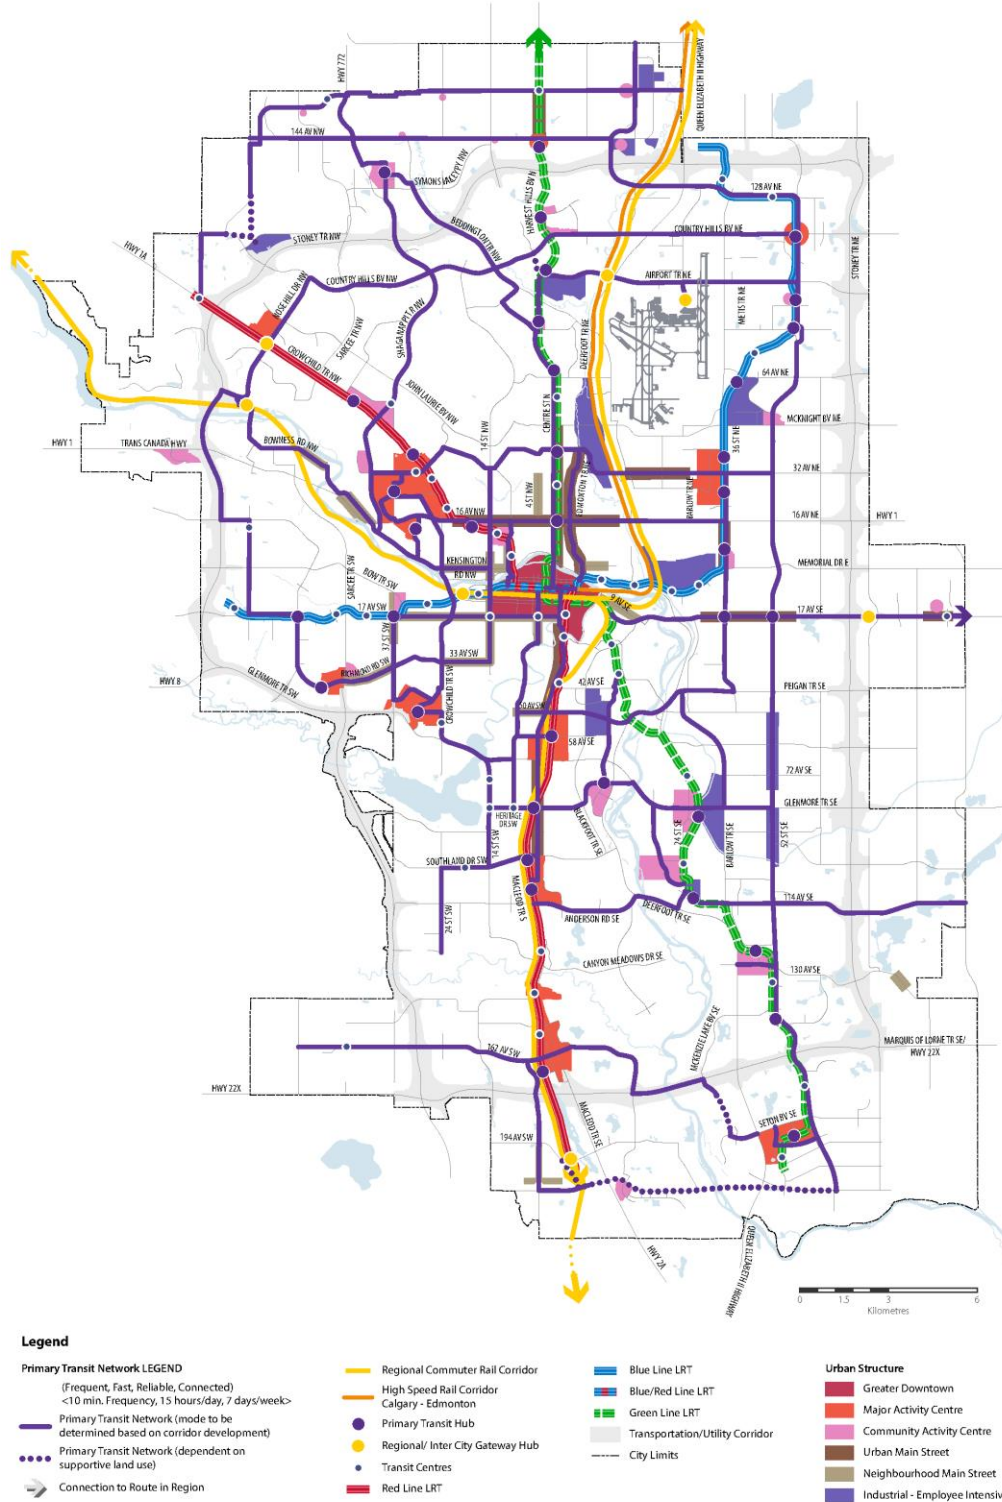 HWY 772
QUEEN ELIZABETH II HIGHWAY
144 AV NW
SYMONS VALLEY PY NW
HARVEST HILLS BV N
128 AV NE
BEDDINGTON TR NW
COUNTRY HILLS BV NE
STONEY TR NW
STONEY TR NE
HWY 1A
COUNTRY HILLS BV NW
AIRPORT TR NE
METIS TR NE
ROSE HILL DR NW
SARCEE TR NW
SHAGANAPPI TR NW
DEERFOOT TR NE
CROWCHILD TR NW
64 AV NE
JOHN LAURIE BV NW
CENTRE ST N
MCKNIGHT BV NE
36 ST NE
14 ST NW
HWY 1
TRANS CANADA HWY
BOWNESS RD NW
32 AV NE
EDMONTON TR NE
BARLOW TR NE
4 ST NW
16 AV NW
16 AV NE
HWY 1
KENSINGTON
RD NW
MEMORIAL DR E
SARCEE TR SW
BOW TR SW
9 AV SE
17 AV SW
17 AV SE
37 ST SW
33 AV SW
RICHMOND RD SW
GLENMORE TR SW
HWY 8
CROWCHILD TR SW
42 AV SE
PEIGAN TR SE
50 AV SW
58 AV SE
72 AV SE
GLENMORE TR SE
HERITAGE
DR SW
BLACKFOOT TR SE
24 ST SE
BARLOW TR SE
52 ST SE
14 ST SW
SOUTHLAND DR SW
MACLEOD TR S
24 ST SW
114 AV SE
DEERFOOT TR SE
ANDERSON RD SE
CANYON MEADOWS DR SE
130 AV SE
MCKENZIE LAKE BV SE
MARQUIS OF LORNE TR SE/
HWY 22X
162 AV SW
HWY 22X
MACLEOD TR SE
SETON BV SE
194 AV SW
HWY 2A
QUEEN ELIZABETH II HIGHWAY
0 1.5 3 6
Kilometres
Legend
Primary Transit Network LEGEND
(Frequent, Fast, Reliable, Connected)
<10 min. Frequency, 15 hours/day, 7 days/week>
Primary Transit Network (mode to be
determined based on corridor development)
Primary Transit Network (dependent on
supportive land use)
Connection to Route in Region
Regional Commuter Rail Corridor
High Speed Rail Corridor
Calgary - Edmonton
Primary Transit Hub
Regional/ Inter City Gateway Hub
Transit Centres
Red Line LRT
Blue Line LRT
Blue/Red Line LRT
Green Line LRT
Transportation/Utility Corridor
City Limits
Urban Structure
Greater Downtown
Major Activity Centre
Community Activity Centre
Urban Main Street
Neighbourhood Main Street
Industrial - Employee Intensiv